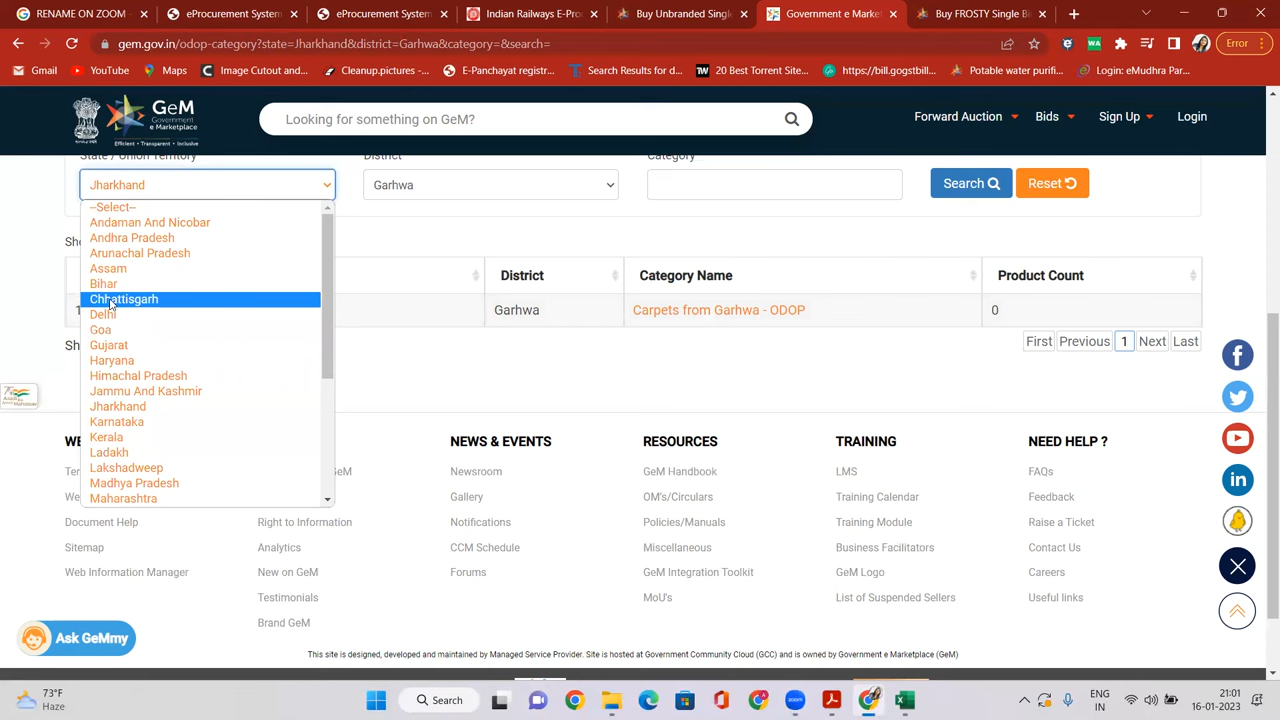 RENAME ON ZOOM -
eProcurement System
eProcurement System
Indian Railways E-Pro
Buy Unbranded Single
Government e Marke
Buy FROSTY Single Bi
gem.gov.in/odop-category?state=Jharkhand&district=Garhwa&category=&search=
Error
Gmail
YouTube
Maps
Image Cutout and...
Cleanup.pictures -...
E-Panchayat regist...
Search Results for d...
20 Best Torrent Site...
https://bill.gogstbill...
Potable water purifi...
Login: eMudhra Par...
GeM
Government
e Marketplace
Efficient • Transparent • Inclusive
Looking for something on GeM?
Forward Auction
Bids
Sign Up
Login
State / Union Territory
District
Category
Jharkhand
Garhwa
Search
Reset
--Select--
Andaman And Nicobar
Andhra Pradesh
Arunachal Pradesh
Assam
Bihar
Chhattisgarh
Delhi
Goa
Gujarat
Haryana
Himachal Pradesh
Jammu And Kashmir
Jharkhand
Karnataka
Kerala
Ladakh
Lakshadweep
Madhya Pradesh
Maharashtra
District
Category Name
Product Count
1
Garhwa
Carpets from Garhwa - ODOP
0
First Previous 1 Next Last
NEWS & EVENTS
RESOURCES
TRAINING
NEED HELP ?
Newsroom
GeM Handbook
LMS
FAQs
Gallery
OM's/Circulars
Training Calendar
Feedback
Document Help
Right to Information
Notifications
Policies/Manuals
Training Module
Raise a Ticket
Sitemap
Analytics
CCM Schedule
Miscellaneous
Business Facilitators
Contact Us
Web Information Manager
New on GeM
Forums
GeM Integration Toolkit
GeM Logo
Careers
Testimonials
MoU's
List of Suspended Sellers
Useful links
Brand GeM
Ask GeMmy
This site is designed, developed and maintained by Managed Service Provider. Site is hosted at Government Community Cloud (GCC) and is owned by Government e Marketplace (GeM)
73°F
Haze
Search
ENG
IN
21:01
16-01-2023